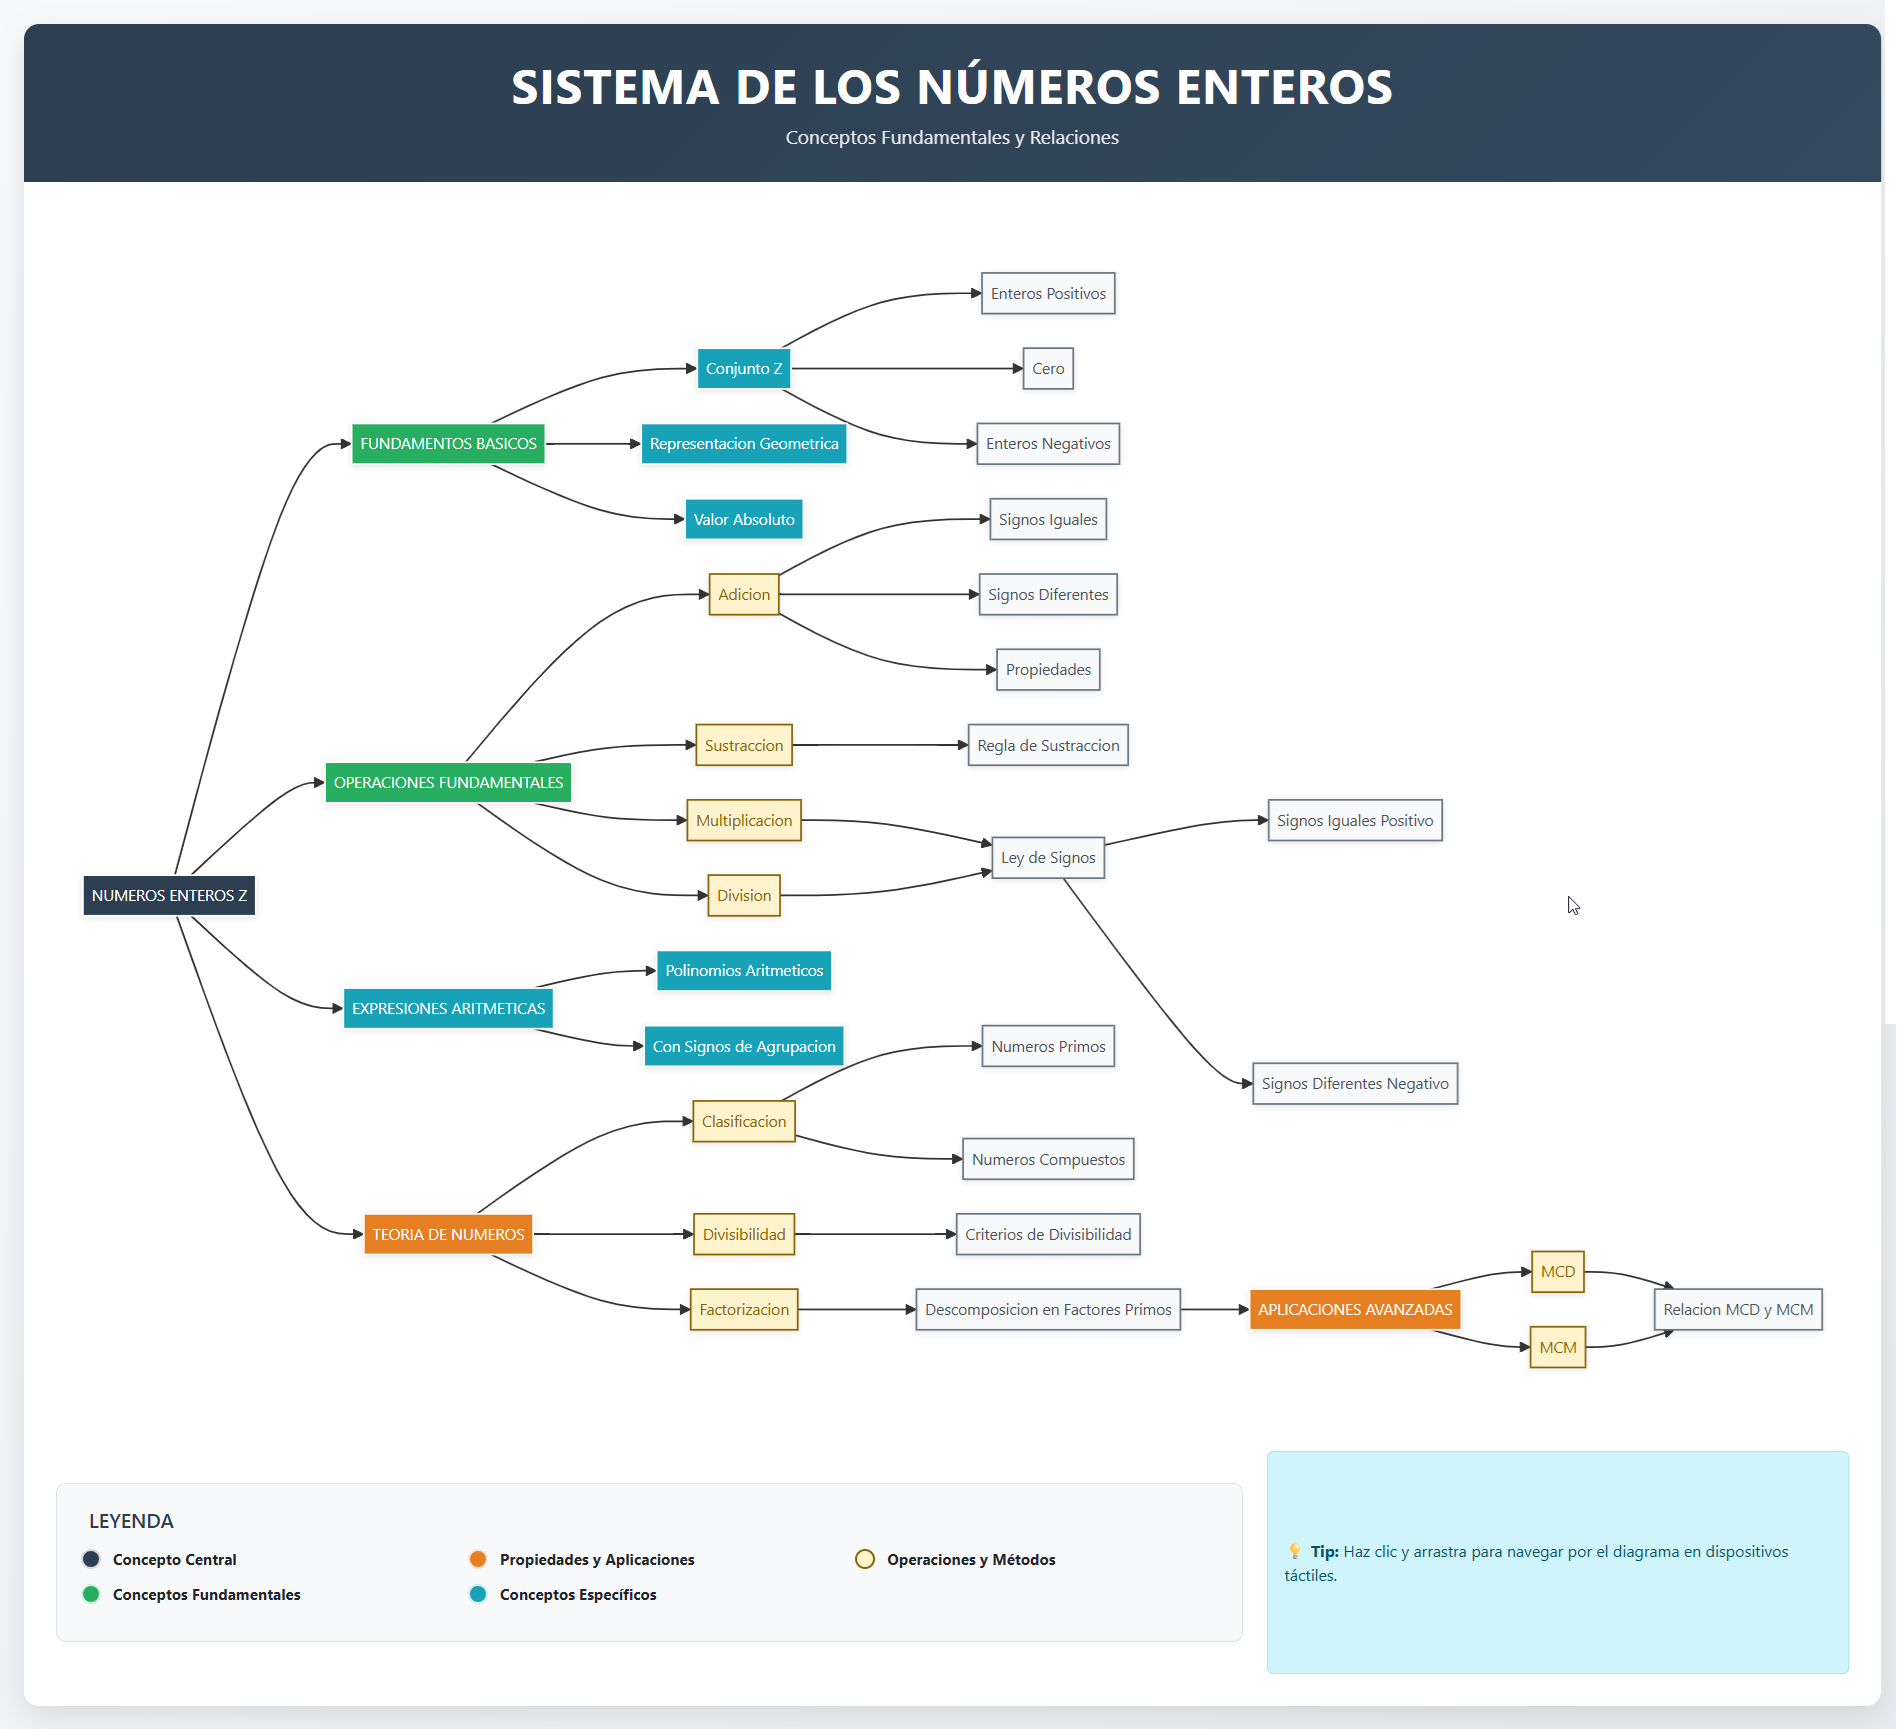 SISTEMA DE LOS NÚMEROS ENTEROS
Conceptos Fundamentales y Relaciones
Enteros Positivos
Conjunto Z
Cero
FUNDAMENTOS BASICOS
Representacion Geometrica
Enteros Negativos
Valor Absoluto
Signos Iguales
Adicion
Signos Diferentes
Propiedades
Sustraccion
Regla de Sustraccion
OPERACIONES FUNDAMENTALES
Multiplicacion
Signos Iguales Positivo
Ley de Signos
NUMEROS ENTEROS Z
Division
Polinomios Aritmeticos
EXPRESIONES ARITMETICAS
Con Signos de Agrupacion
Numeros Primos
Signos Diferentes Negativo
Clasificacion
Numeros Compuestos
TEORIA DE NUMEROS
Divisibilidad
Criterios de Divisibilidad
MCD
Factorizacion
Descomposicion en Factores Primos
APLICACIONES AVANZADAS
Relacion MCD y MCM
MCM
LEYENDA
Concepto Central
Propiedades y Aplicaciones
Operaciones y Métodos
Conceptos Fundamentales
Conceptos Específicos
💡 Tip: Haz clic y arrastra para navegar por el diagrama en dispositivos
táctiles.